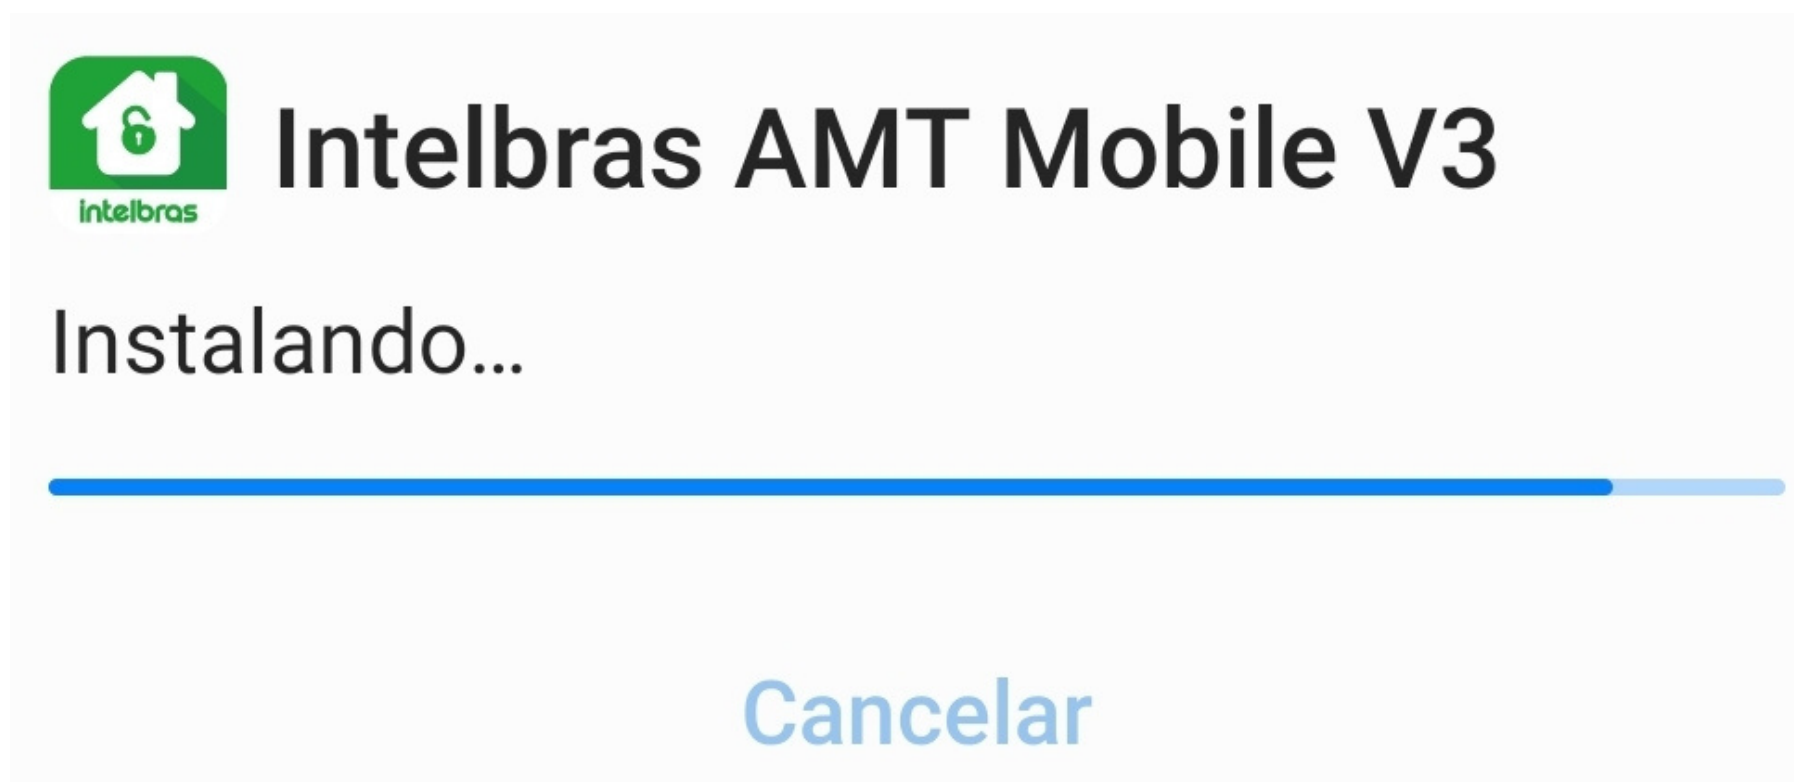 Intelbras AMT Mobile V3
intelbras
Instalando...
Cancelar